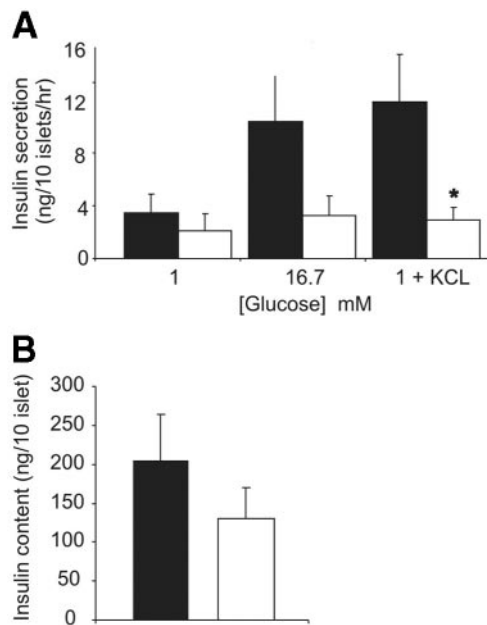 A
Insulin secretion
(ng/10 islets/hr)
16
12
8
4
0
*
1
16.7
1 + KCL
[Glucose] mM
B
Insulin content (ng/10 islet)
300
250
200
150
100
50
0